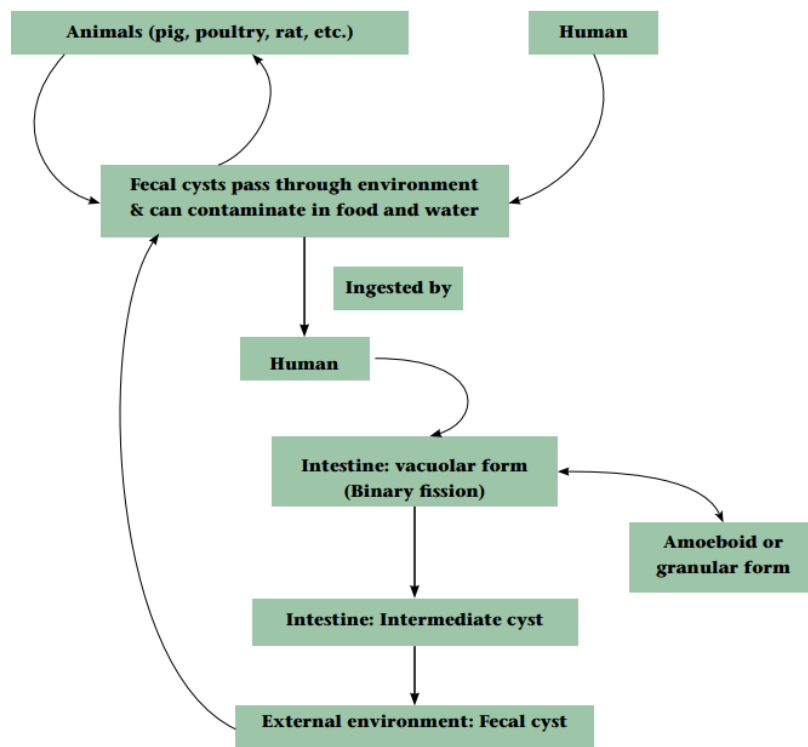 Animals (pig, poultry, rat, etc.)
Human
Fecal cysts pass through environment
& can contaminate in food and water
Ingested by
Human
Intestine: vacuolar form
(Binary fission)
Amoeboid or
granular form
Intestine: Intermediate cyst
External environment: Fecal cyst